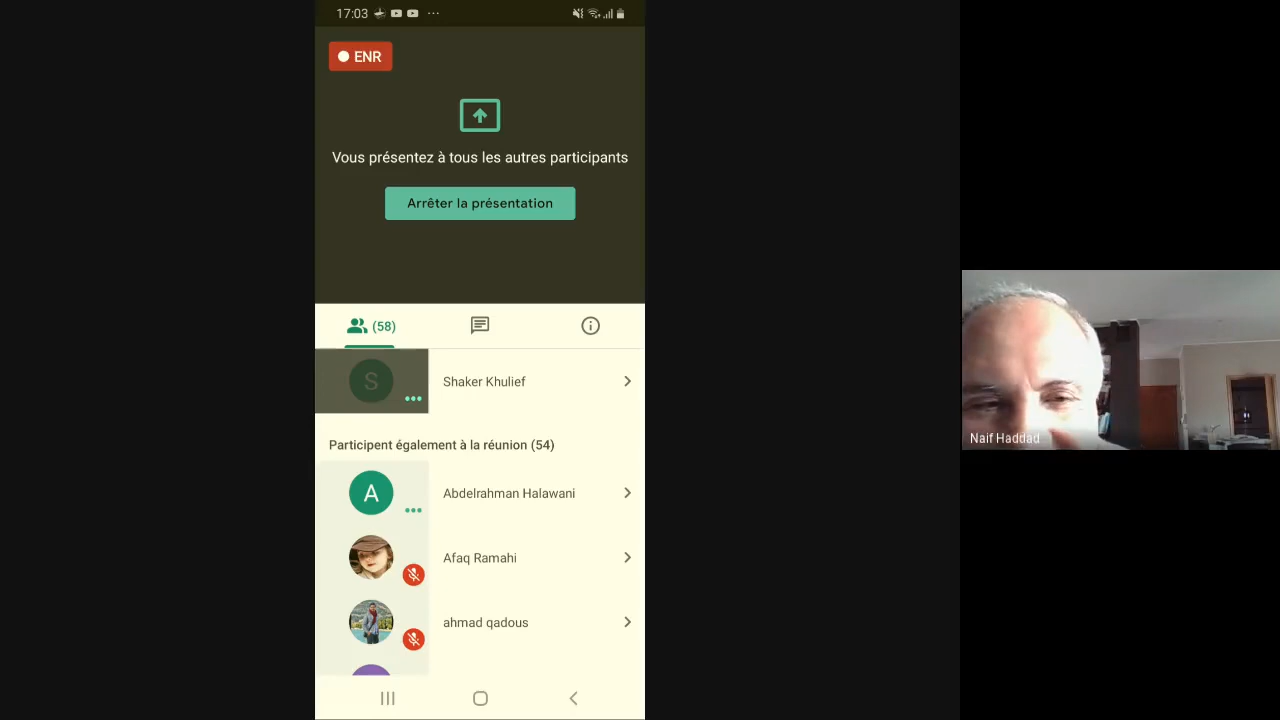 17:03
ENR
Vous présentez à tous les autres participants
Arrêter la présentation
(58)
S
Shaker Khulief
Participent également à la réunion (54)
A
Abdelrahman Halawani
Afaq Ramahi
ahmad qadous
Naif Haddad